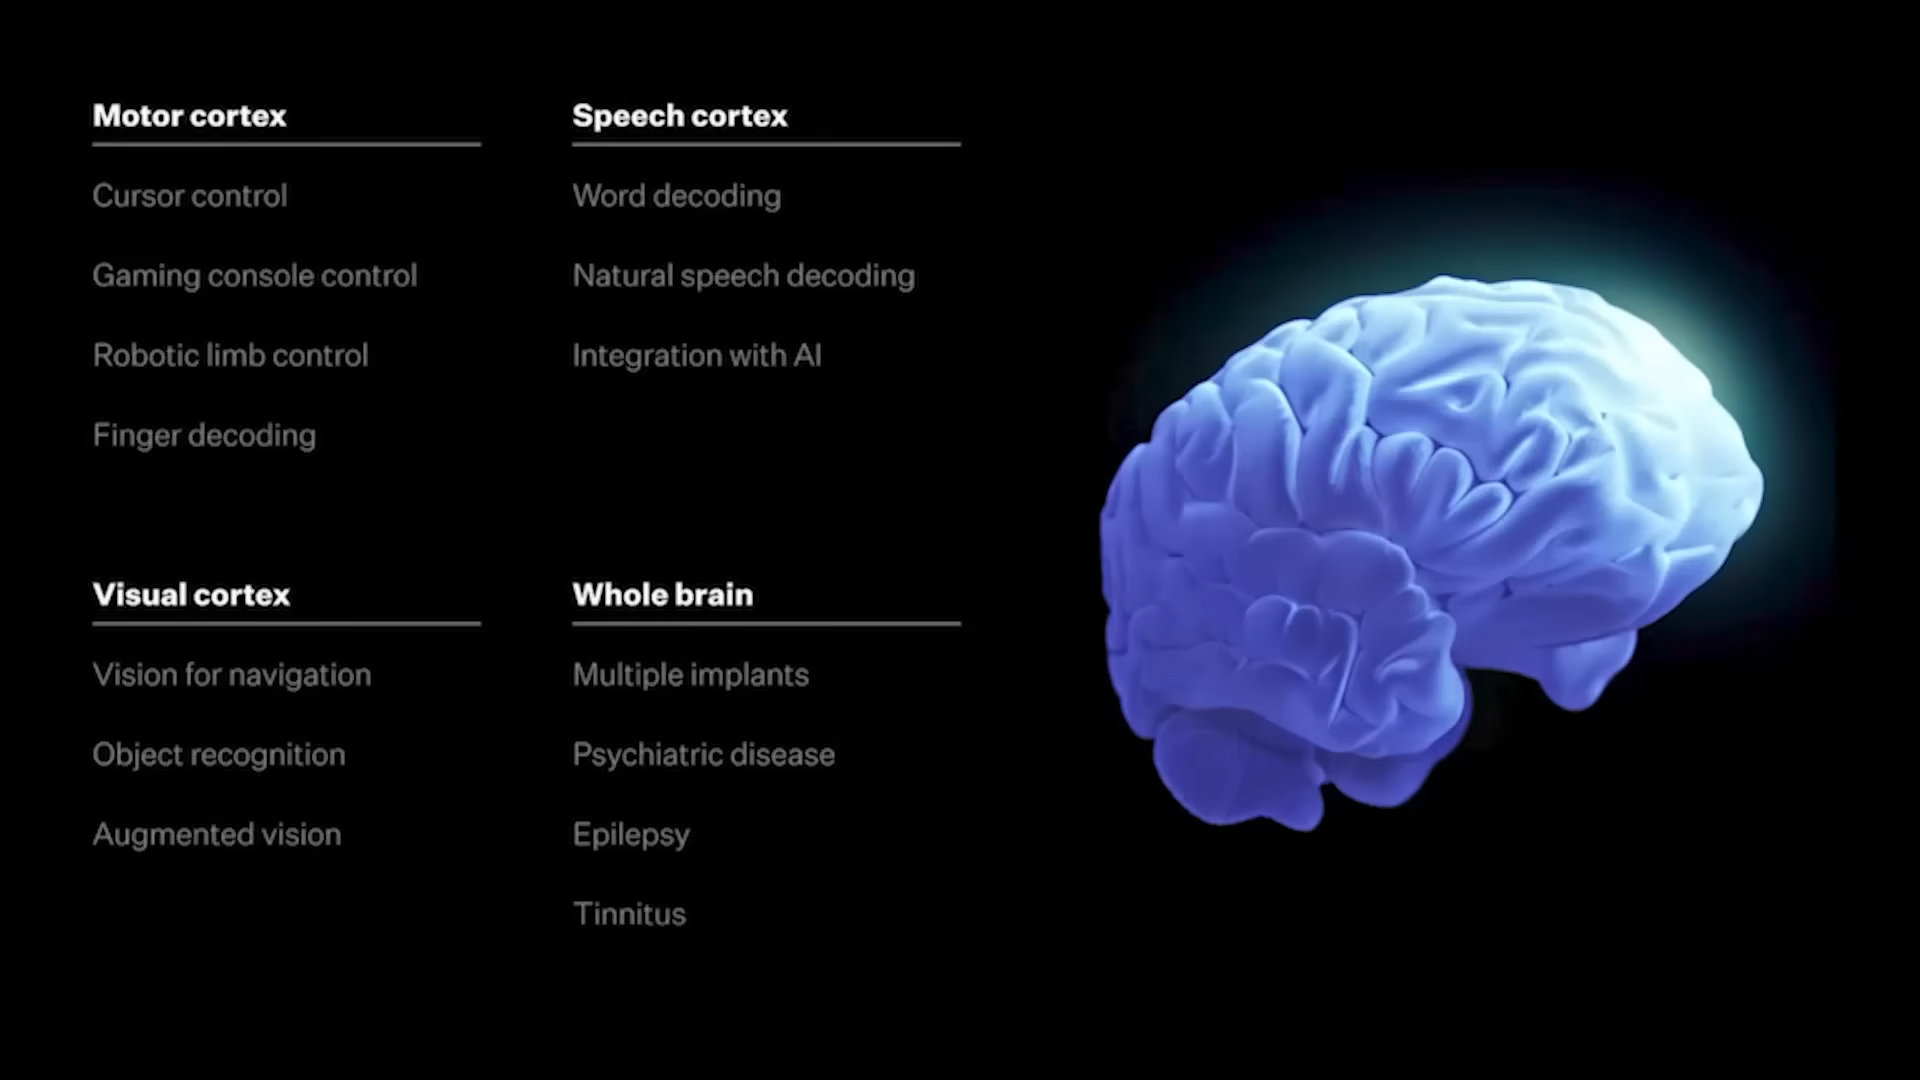 Motor cortex
Cursor control
Gaming console control
Robotic limb control
Finger decoding
Speech cortex
Word decoding
Natural speech decoding
Integration with AI
Visual cortex
Vision for navigation
Object recognition
Augmented vision
Whole brain
Multiple implants
Psychiatric disease
Epilepsy
Tinnitus